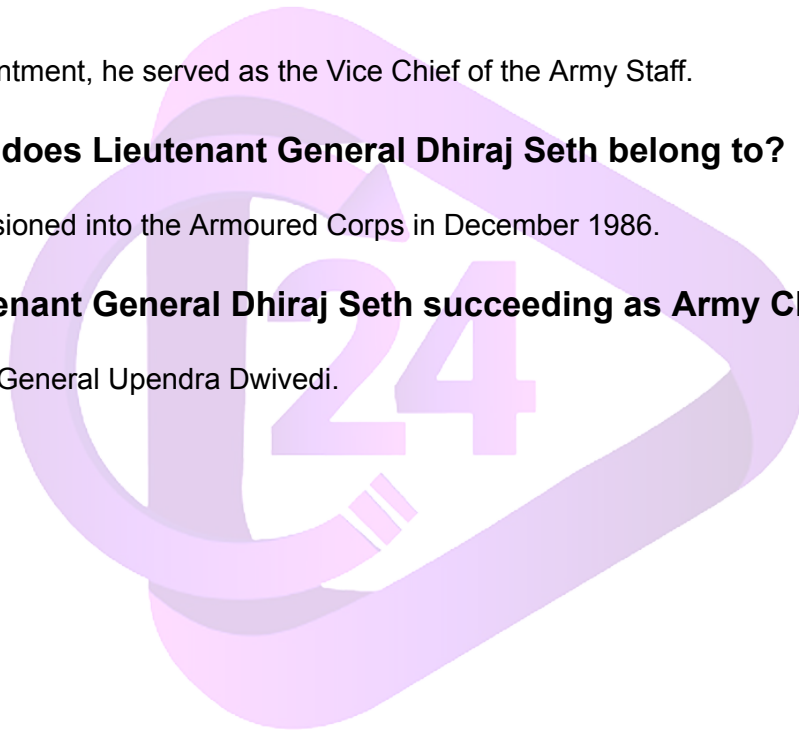 ntment, he served as the Vice Chief of the Army Staff.
does Lieutenant General Dhiraj Seth belong to?
sioned into the Armoured Corps in December 1986.
enant General Dhiraj Seth succeeding as Army C
General Upendra Dwivedi.
24